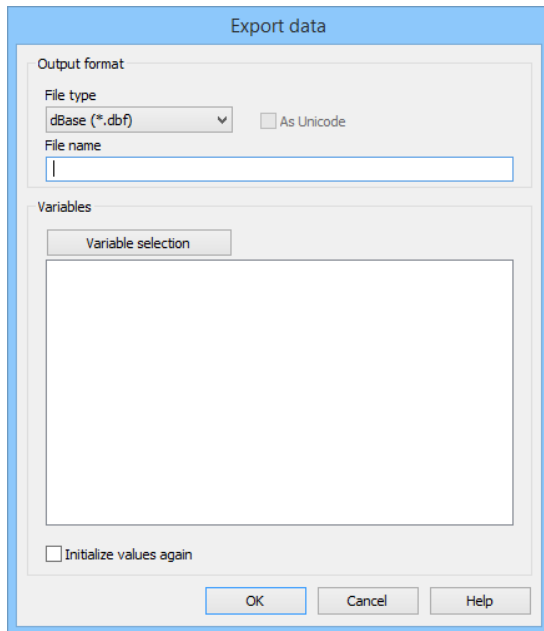 Export data
Output format
File type
dBase (*.dbf)
As Unicode
File name
Variables
Variable selection
Initialize values again
OK Cancel Help